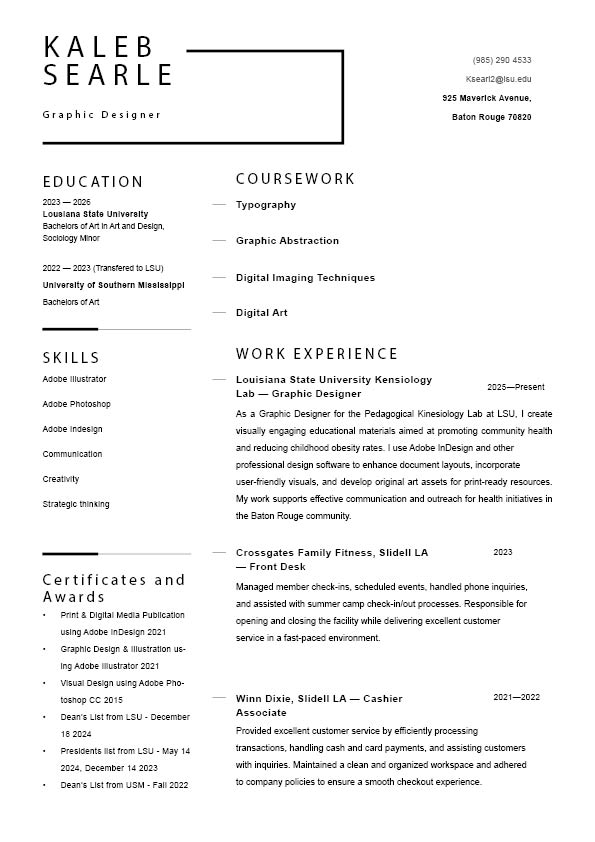 KALEB
SEARLE
Graphic Designer
(985) 290 4533
Ksearl2@lsu.edu
925 Maverick Avenue,
Baton Rouge 70820
EDUCATION
2023 — 2026
Lousiana State University
Bachelors of Art in Art and Design,
Sociology Minor
2022 — 2023 (Transfered to LSU)
University of Southern Mississippi
Bachelors of Art
SKILLS
Adobe Illustrator
Adobe Photoshop
Adobe Indesign
Communication
Creativity
Strategic thinking
Certificates and
Awards
• Print & Digital Media Publication
using Adobe InDesign 2021
• Graphic Design & Illustration us-
ing Adobe Illustrator 2021
• Visual Design using Adobe Pho-
toshop CC 2015
• Dean's List from LSU - December
18 2024
• Presidents list from LSU - May 14
2024, December 14 2023
• Dean's List from USM - Fall 2022
COURSEWORK
Typography
Graphic Abstraction
Digital Imaging Techniques
Digital Art
WORK EXPERIENCE
Louisiana State University Kensiology
Lab — Graphic Designer
2025—Present
As a Graphic Designer for the Pedagogical Kinesiology Lab at LSU, I create
visually engaging educational materials aimed at promoting community health
and reducing childhood obesity rates. I use Adobe InDesign and other
professional design software to enhance document layouts, incorporate
user-friendly visuals, and develop original art assets for print-ready resources.
My work supports effective communication and outreach for health initiatives in
the Baton Rouge community.
Crossgates Family Fitness, Slidell LA
— Front Desk
2023
Managed member check-ins, scheduled events, handled phone inquiries,
and assisted with summer camp check-in/out processes. Responsible for
opening and closing the facility while delivering excellent customer
service in a fast-paced environment.
Winn Dixie, Slidell LA — Cashier
Associate
2021—2022
Provided excellent customer service by efficiently processing
transactions, handling cash and card payments, and assisting customers
with inquiries. Maintained a clean and organized workspace and adhered
to company policies to ensure a smooth checkout experience.